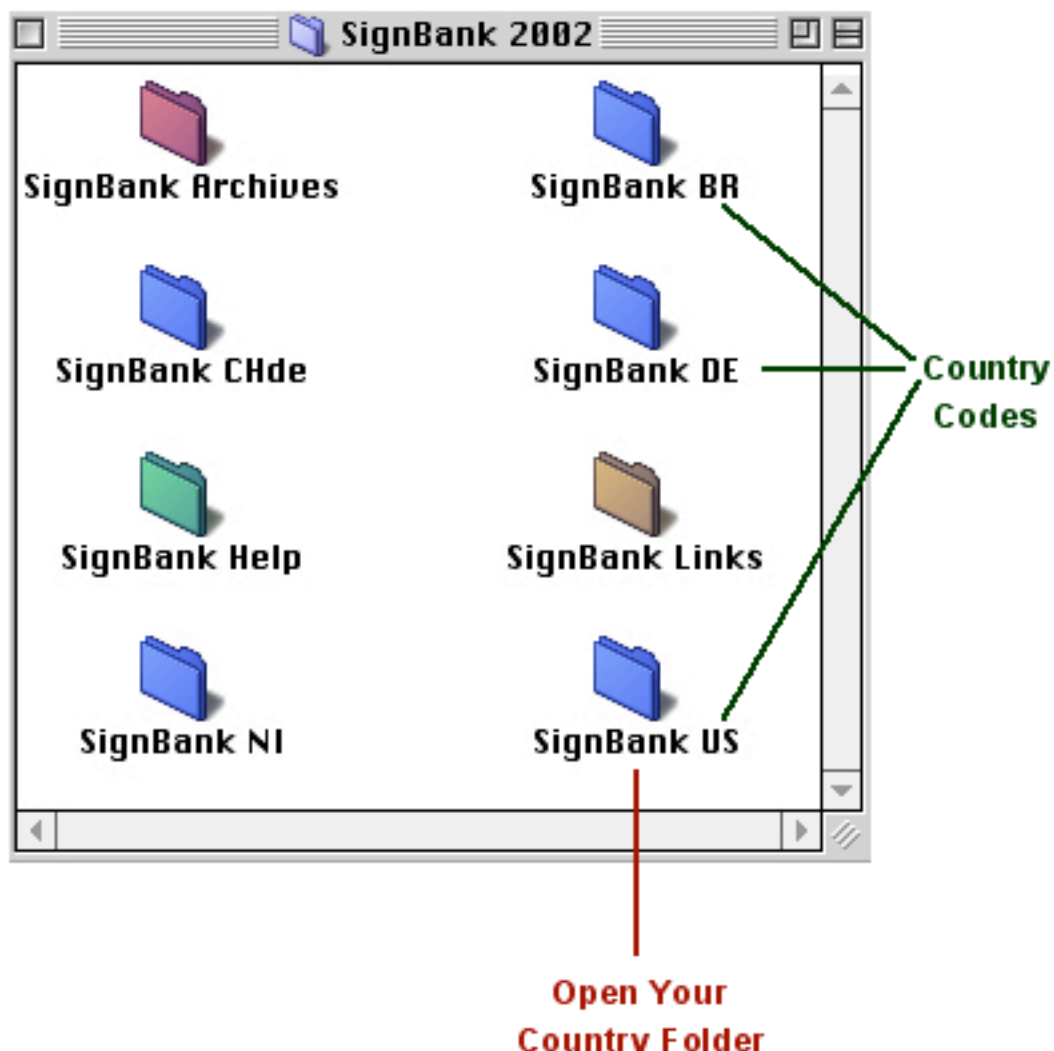 SignBank 2002
SignBank Archives
SignBank BR
SignBank CHde
SignBank DE
Country
Codes
SignBank Help
SignBank Links
SignBank NI
SignBank US
Open Your
Country Folder